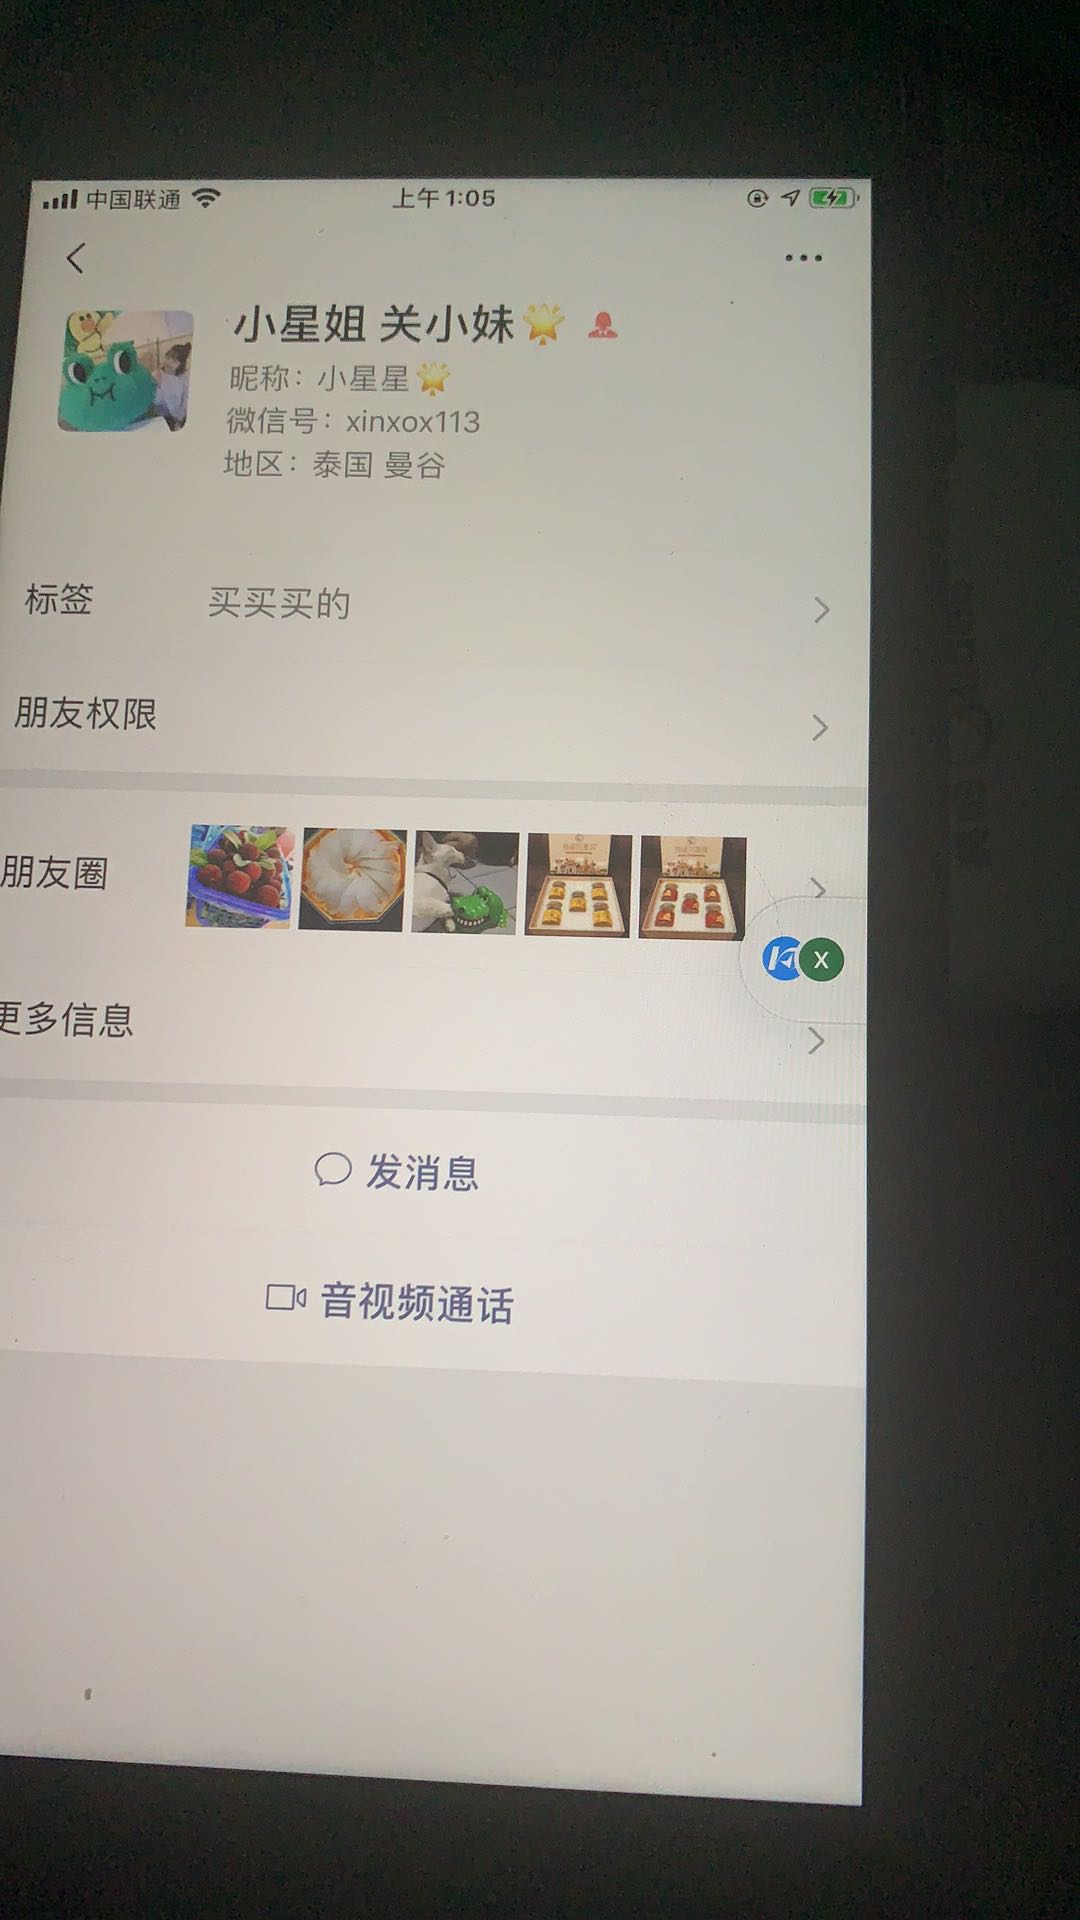 中国联通 上午1:05
小星姐 关小妹🌟
昵称：小星星🌟
微信号：xinxox113
地区：泰国 曼谷
标签 买买买的
朋友权限
朋友圈
X
更多信息
发消息
音视频通话